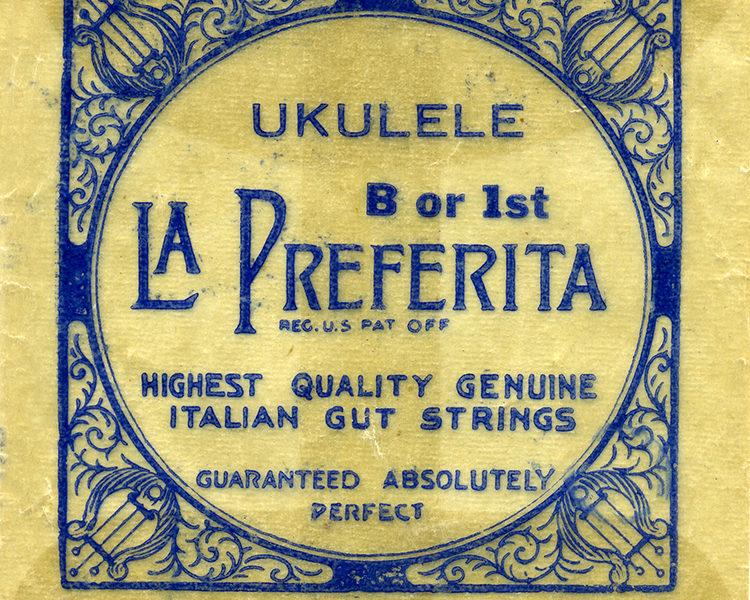 UKULELE
B or 1st
LA PREFERITA
REG. U.S PAT OFF
HIGHEST QUALITY GENUINE
ITALIAN GUT STRINGS
GUARANTEED ABSOLUTELY
PERFECT